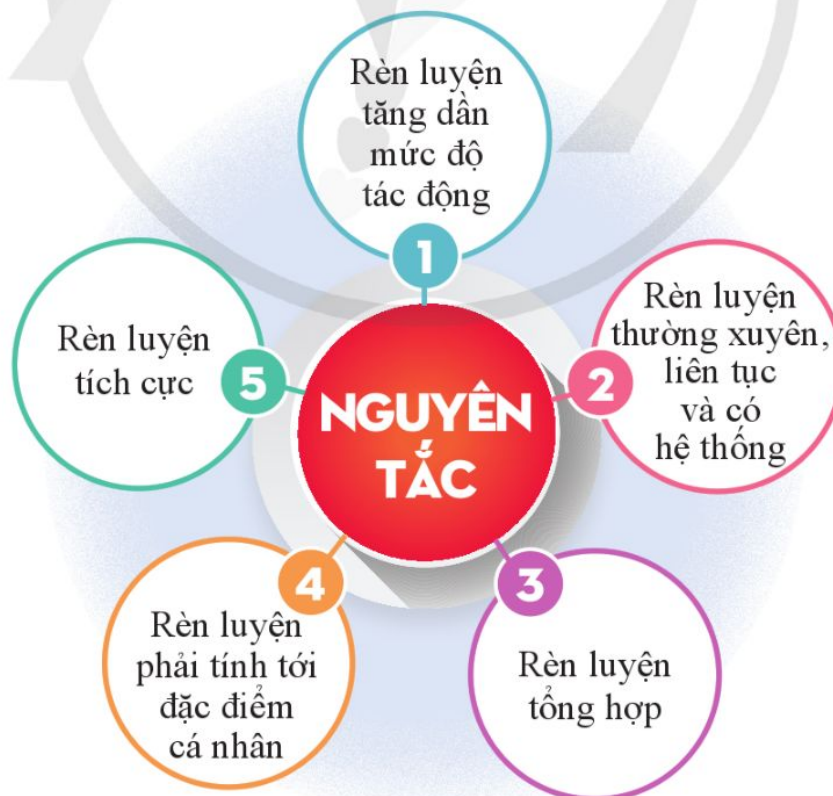 Rèn luyện
tăng dần
mức độ
tác động
1
Rèn luyện
thường xuyên,
liên tục
và có
hệ thống
2
Rèn luyện
tổng hợp
3
Rèn luyện
phải tính tới
đặc điểm
cá nhân
4
Rèn luyện
tích cực
5
NGUYÊN
TẮC